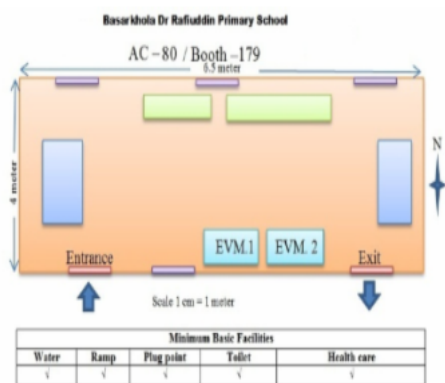 Basarkhola Dr Rafiuddin Primary School
AC – 80 / Booth –179
6.5 meter
4 meter
N
EVM.1 EVM. 2
Entrance Exit
Scale 1 cm = 1 meter
Minimum Basic Facilities
Water Ramp Plug point Toilet Health care
√ √ √ √ √